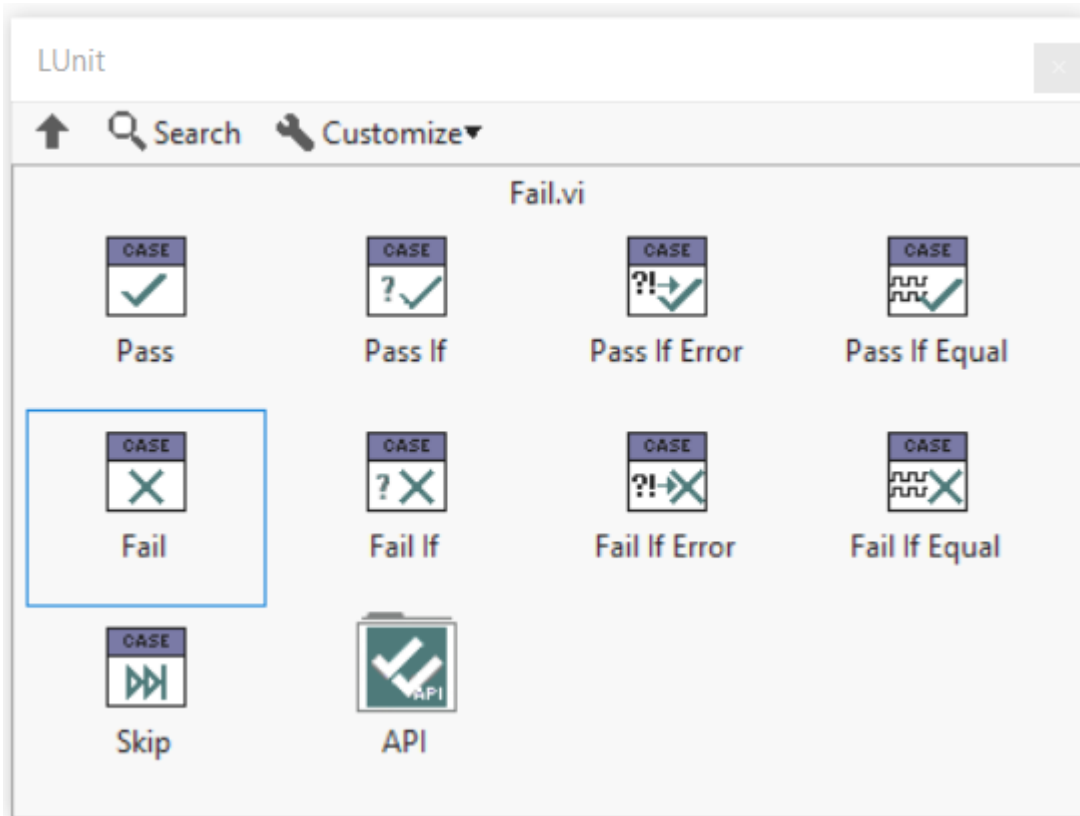 LUnit
Search Customize
Fail.vi
CASE CASE CASE CASE
? ?!
Pass Pass If Pass If Error Pass If Equal
CASE CASE CASE CASE
? ?!
Fail Fail If Fail If Error Fail If Equal
CASE
API
Skip API